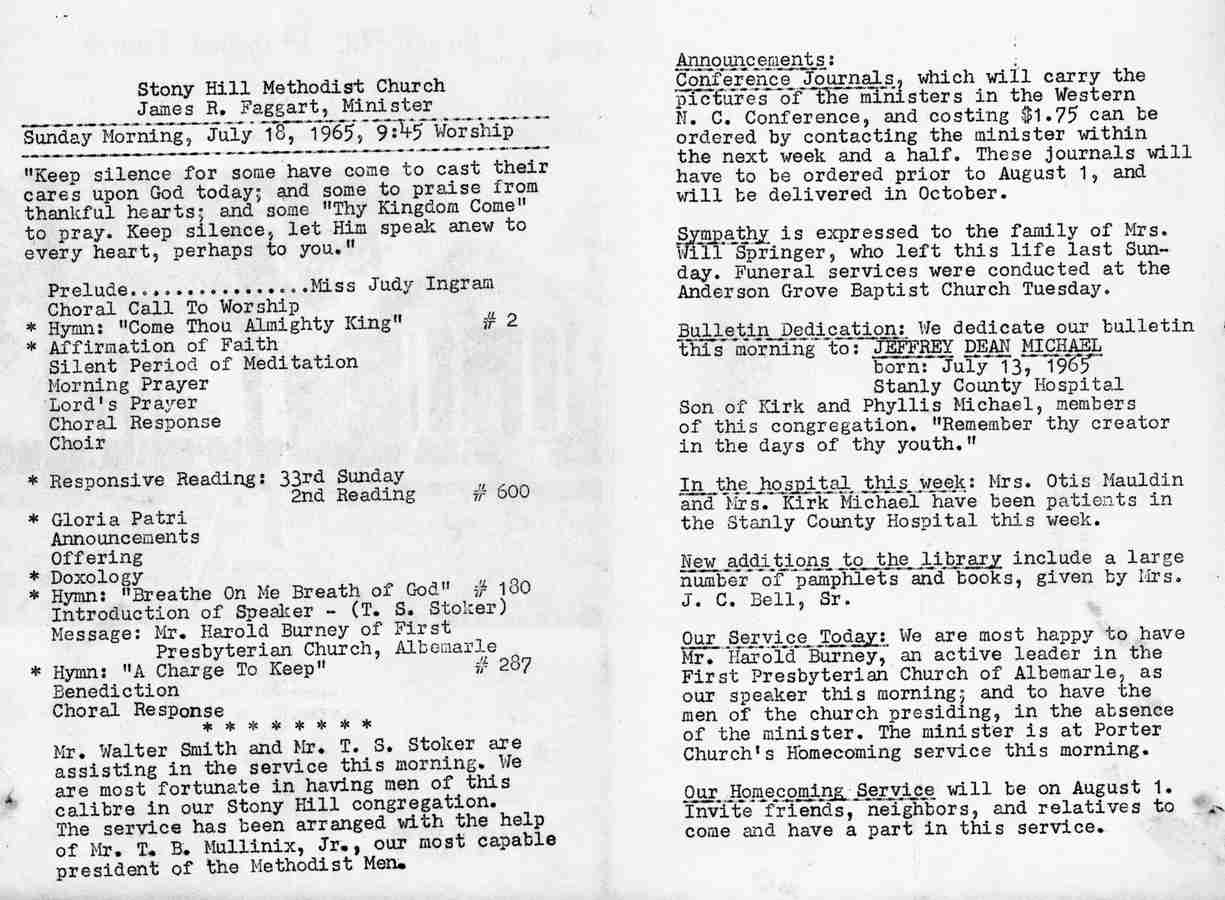 Stony Hill Methodist Church
James R. Faggart, Minister
Sunday Morning, July 18, 1965, 9:45 Worship
"Keep silence for some have come to cast their
cares upon God today; and some to praise from
thankful hearts; and some "Thy Kingdom Come"
to pray. Keep silence, let Him speak anew to
every heart, perhaps to you."
Prelude................Miss Judy Ingram
Choral Call To Worship
* Hymn: "Come Thou Almighty King" # 2
* Affirmation of Faith
Silent Period of Meditation
Morning Prayer
Lord's Prayer
Choral Response
Choir
* Responsive Reading: 33rd Sunday
2nd Reading # 600
* Gloria Patri
Announcements
Offering
* Doxology
* Hymn: "Breathe On Me Breath of God" # 180
Introduction of Speaker - (T. S. Stoker)
Message: Mr. Harold Burney of First
Presbyterian Church, Albemarle
* Hymn: "A Charge To Keep" # 287
Benediction
Choral Response
* * * * * * * *
Mr. Walter Smith and Mr. T. S. Stoker are
assisting in the service this morning. We
are most fortunate in having men of this
calibre in our Stony Hill congregation.
The service has been arranged with the help
of Mr. T. B. Mullinix, Jr., our most capable
president of the Methodist Men.
Announcements:
Conference Journals, which will carry the
pictures of the ministers in the Western
N. C. Conference, and costing $1.75 can be
ordered by contacting the minister within
the next week and a half. These journals will
have to be ordered prior to August 1, and
will be delivered in October.
Sympathy is expressed to the family of Mrs.
Will Springer, who left this life last Sun-
day. Funeral services were conducted at the
Anderson Grove Baptist Church Tuesday.
Bulletin Dedication: We dedicate our bulletin
this morning to: JEFFREY DEAN MICHAEL
born: July 13, 1965
Stanly County Hospital
Son of Kirk and Phyllis Michael, members
of this congregation. "Remember thy creator
in the days of thy youth."
In the hospital this week: Mrs. Otis Mauldin
and Mrs. Kirk Michael have been patients in
the Stanly County Hospital this week.
New additions to the library include a large
number of pamphlets and books, given by Mrs.
J. C. Bell, Sr.
Our Service Today: We are most happy to have
Mr. Harold Burney, an active leader in the
First Presbyterian Church of Albemarle, as
our speaker this morning; and to have the
men of the church presiding, in the absence
of the minister. The minister is at Porter
Church's Homecoming service this morning.
Our Homecoming Service will be on August 1.
Invite friends, neighbors, and relatives to
come and have a part in this service.